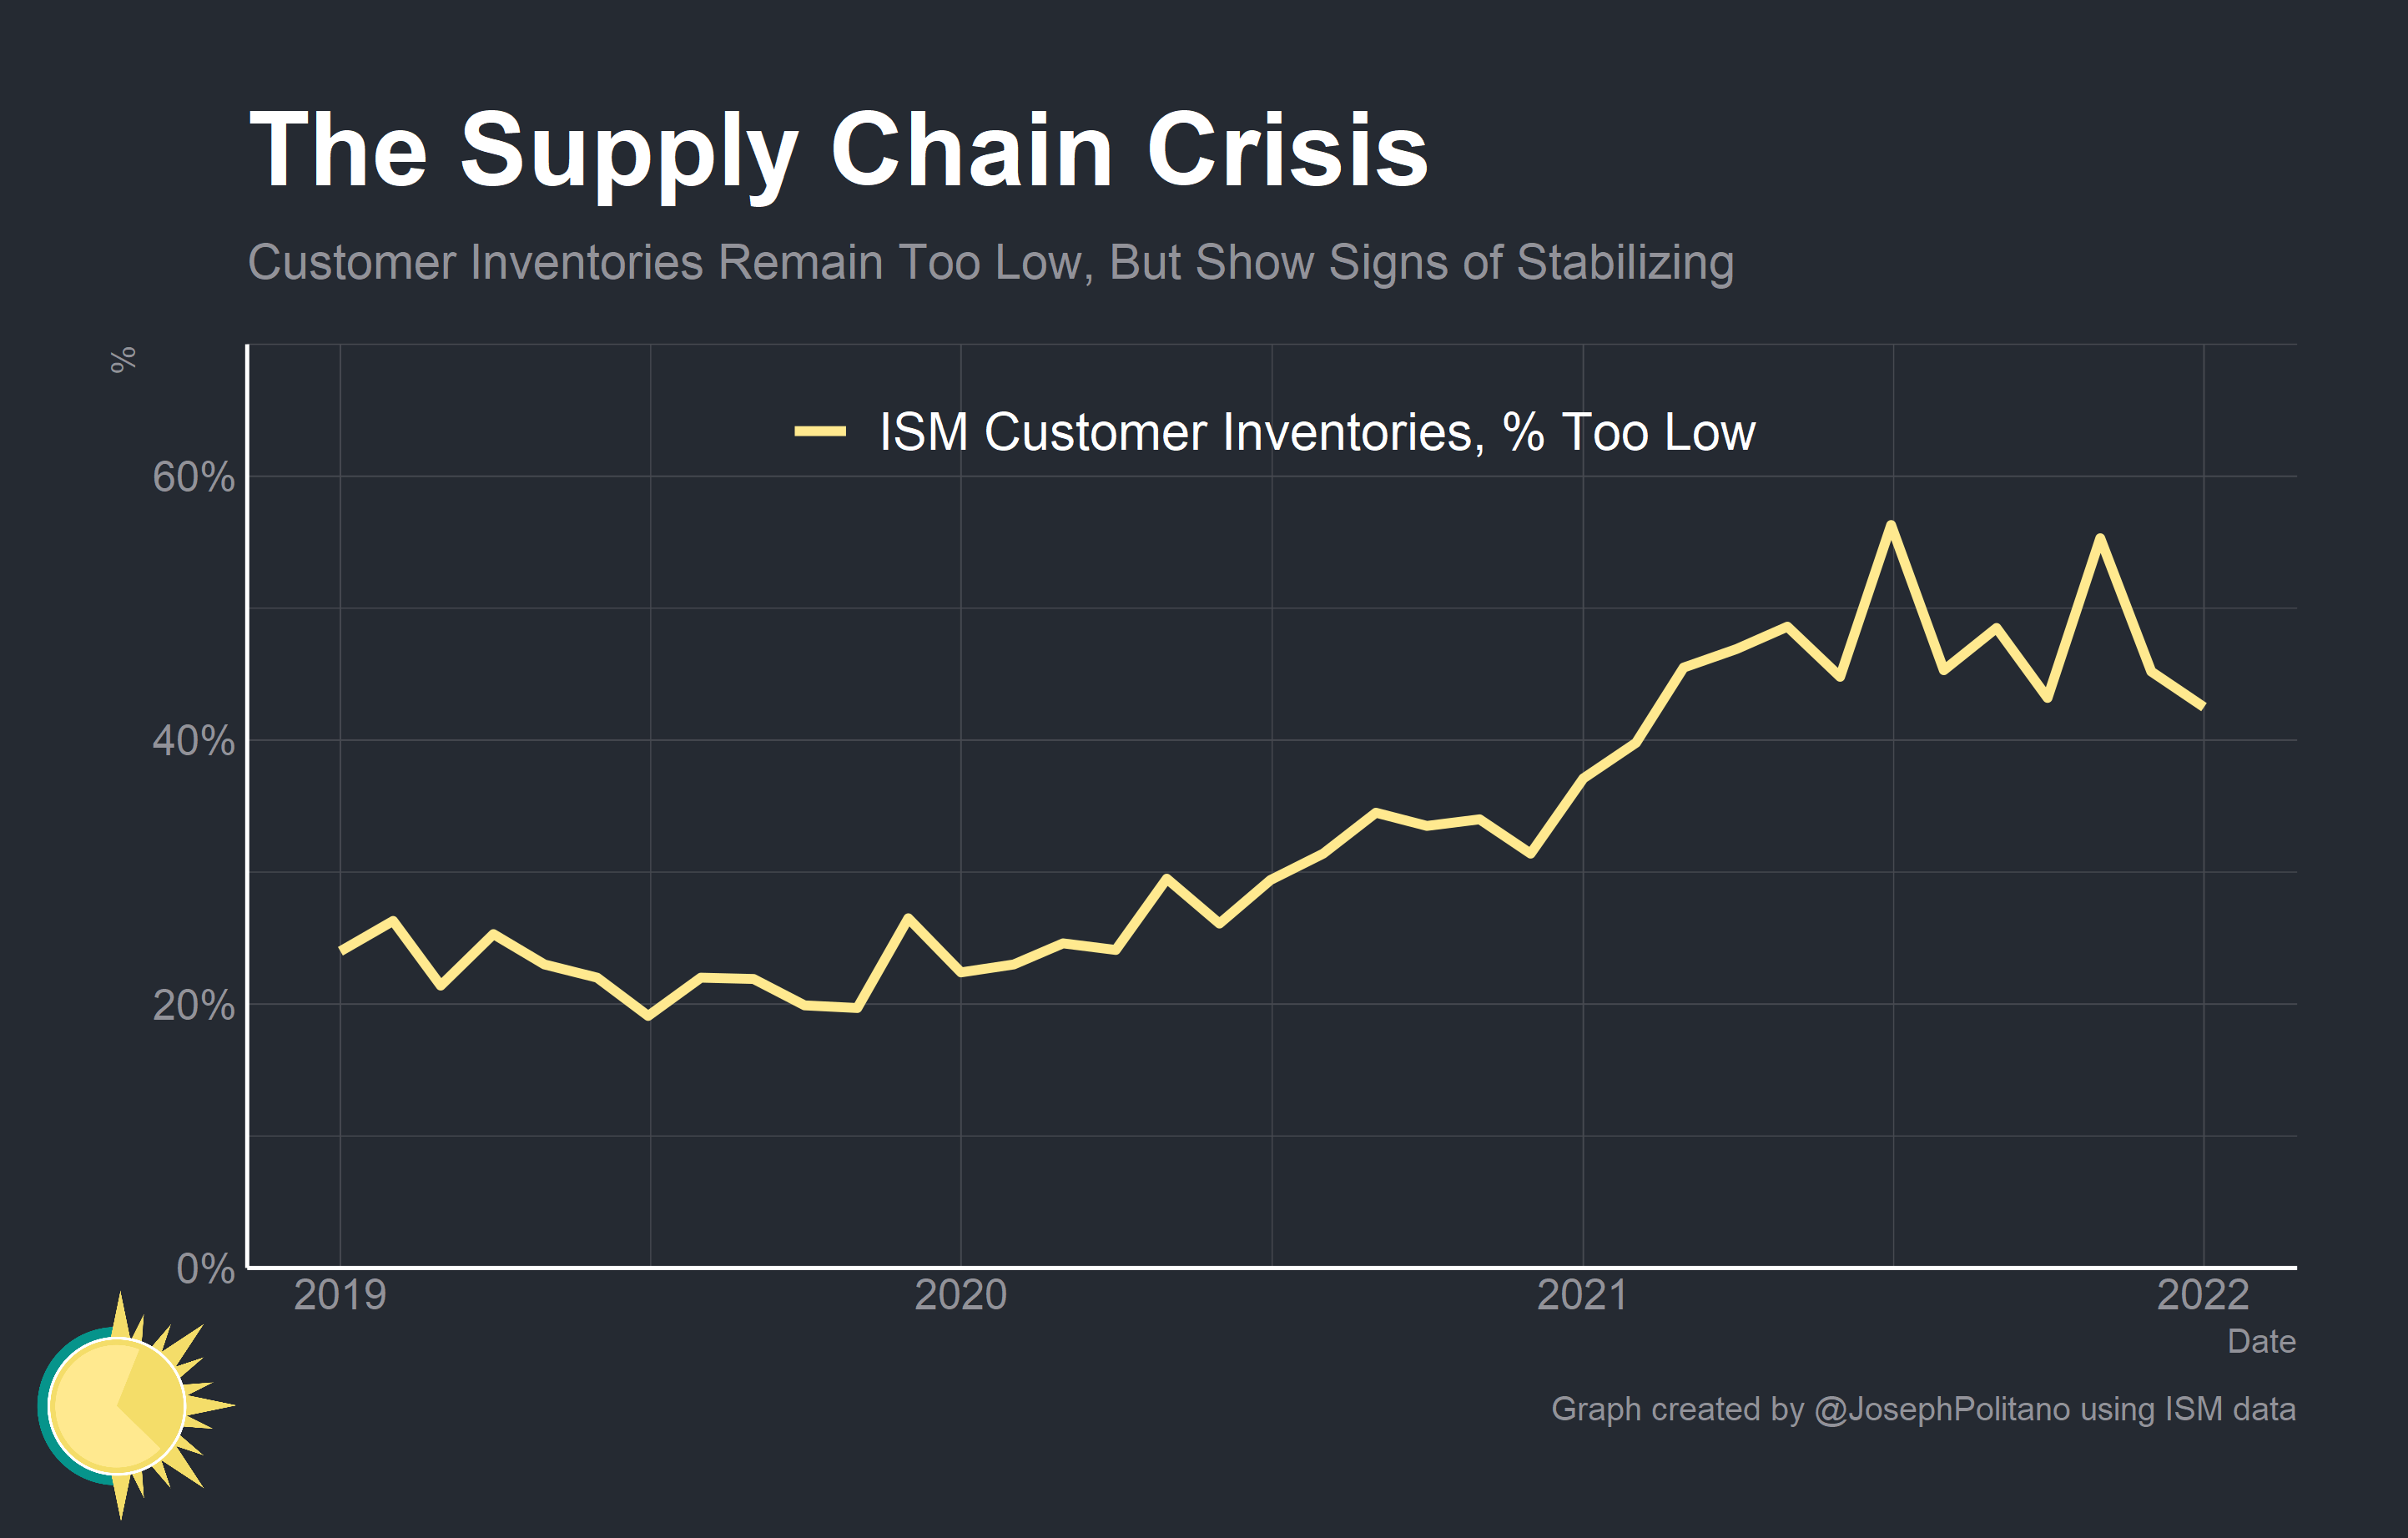 The Supply Chain Crisis
Customer Inventories Remain Too Low, But Show Signs of Stabilizing
%
ISM Customer Inventories, % Too Low
60%
40%
20%
0%
2019 2020 2021 2022
Date
Graph created by @JosephPolitano using ISM data